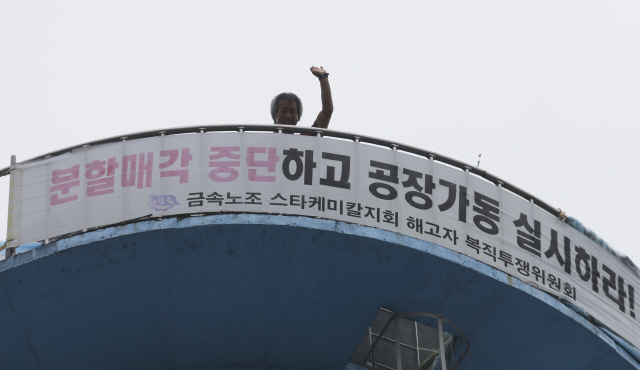 분할매각 중단하고 공장가동 실시하라!
금속노조 스타케미칼지회 해고자 복직투쟁위원회